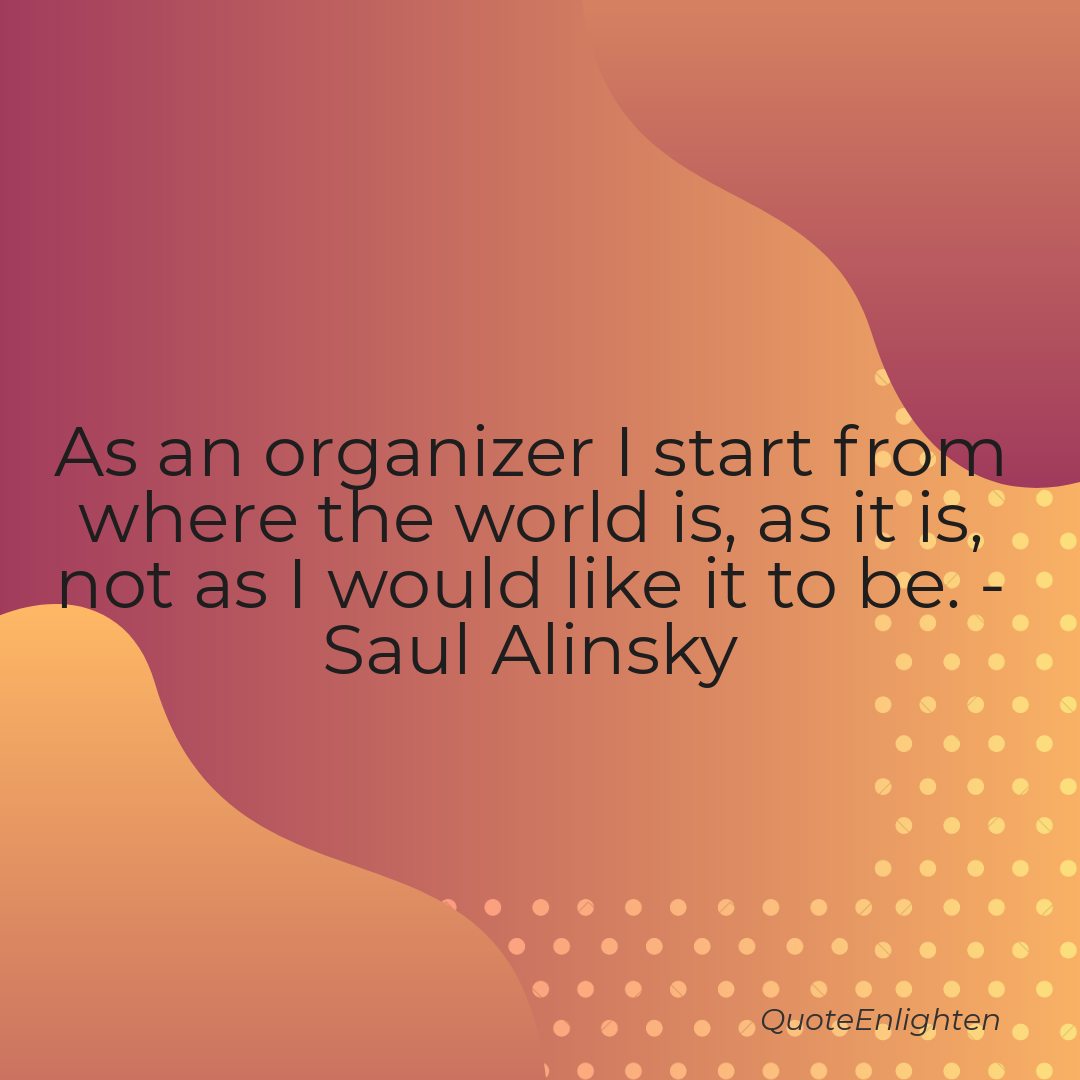 As an organizer I start from
where the world is, as it is,
not as I would like it to be. -
Saul Alinsky
QuoteEnlighten